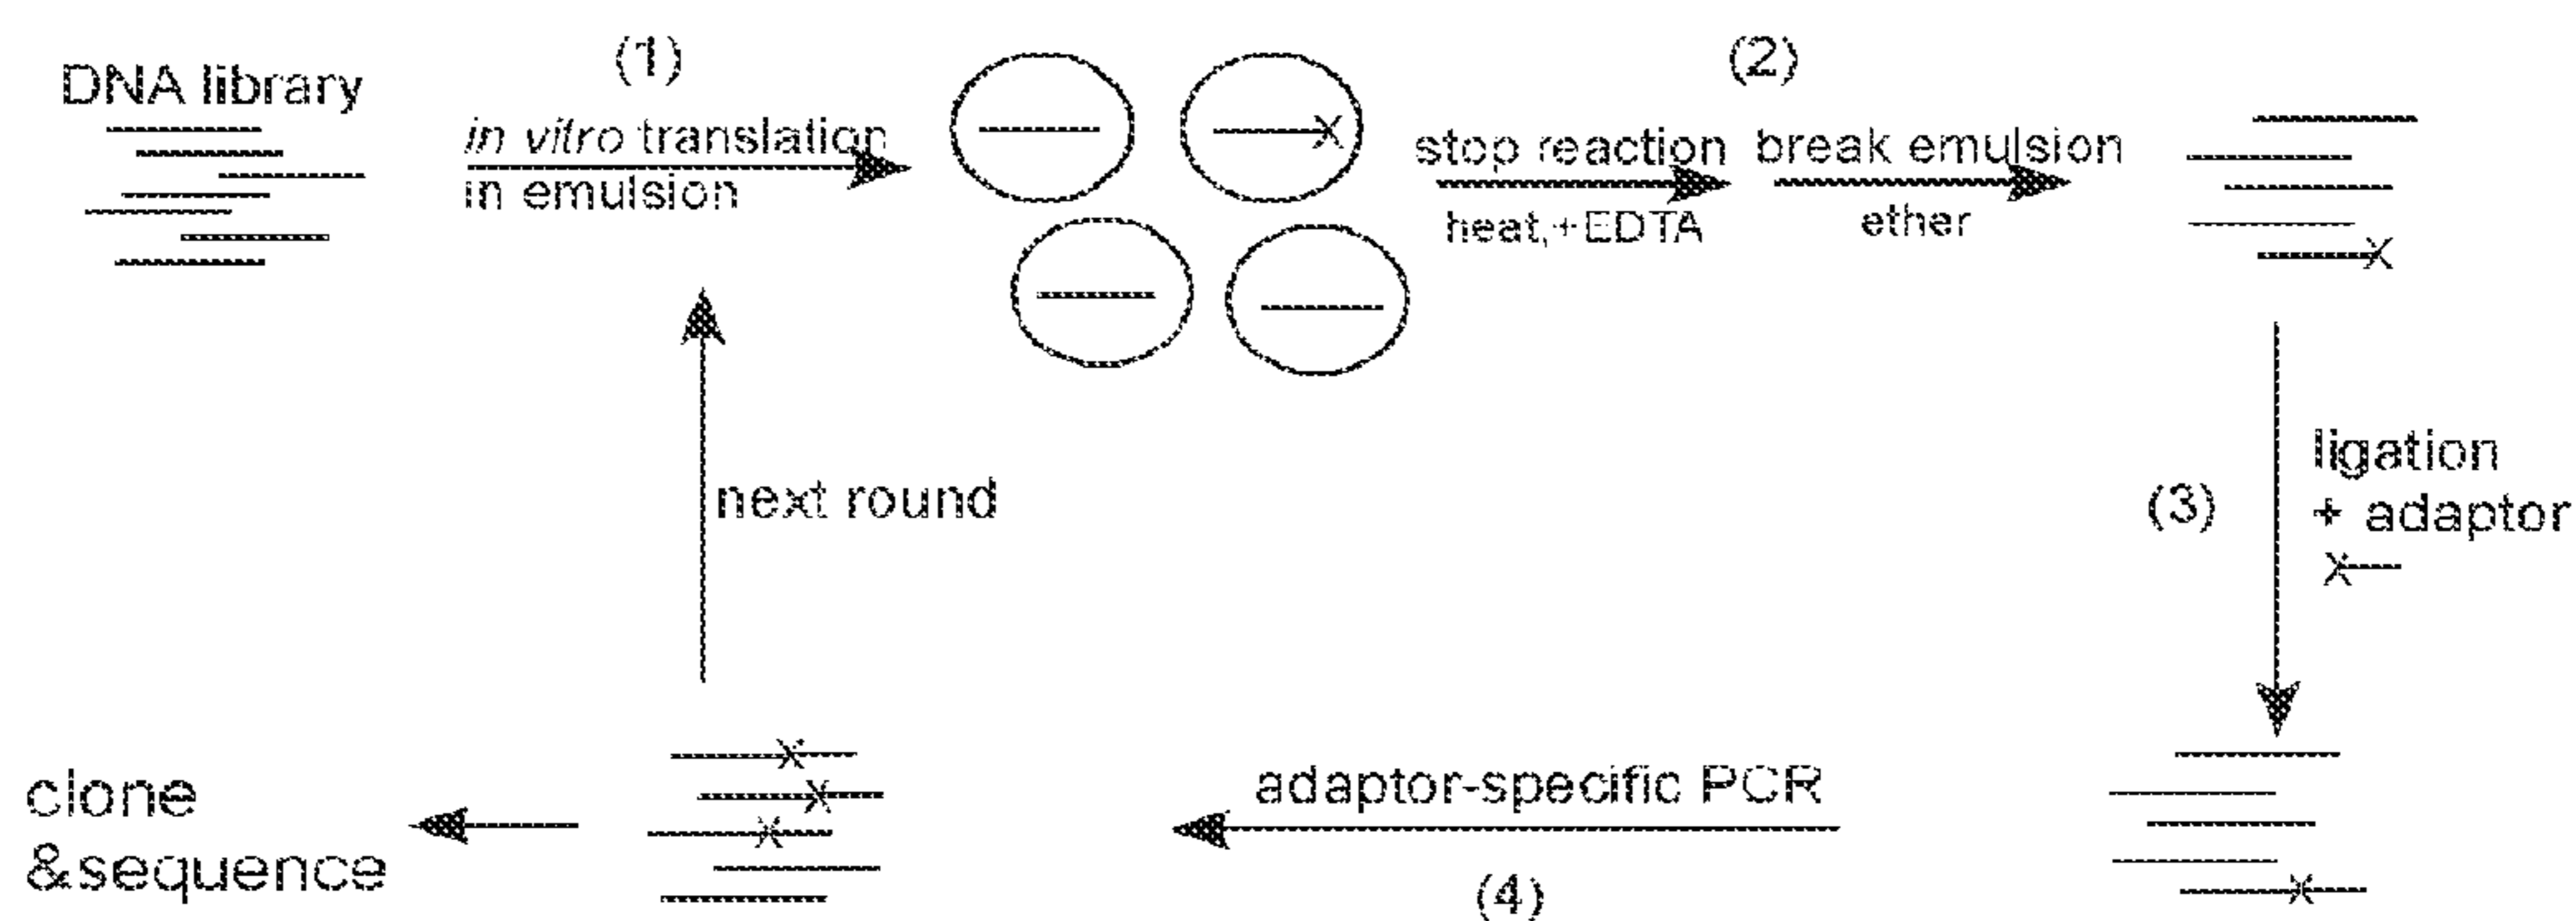 DNA library
(1)
in vitro translation
in emulsion
(2)
stop reaction
heat,+EDTA
break emulsion
ether
(3)
ligation
+ adaptor
adaptor-specific PCR
(4)
next round
clone
&sequence